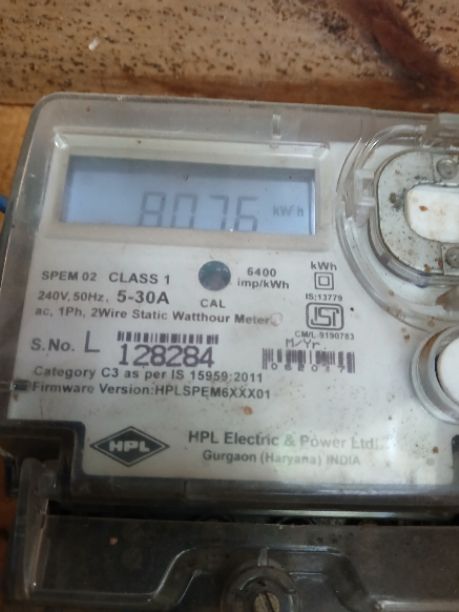 8076 kWh
SPEM 02 CLASS 1
240V, 50Hz, 5-30A
CAL
6400
imp/kWh
kWh
IS:13779
ac, 1Ph, 2Wire Static Watthour Meter
ISI
CM/L-9190783
S. No. L 128284
M/Yr
Category C3 as per IS 15959:2011
Firmware Version:HPLSPEM6XXX01
HPL
HPL Electric & Power Ltd.
Gurgaon (Haryana) INDIA